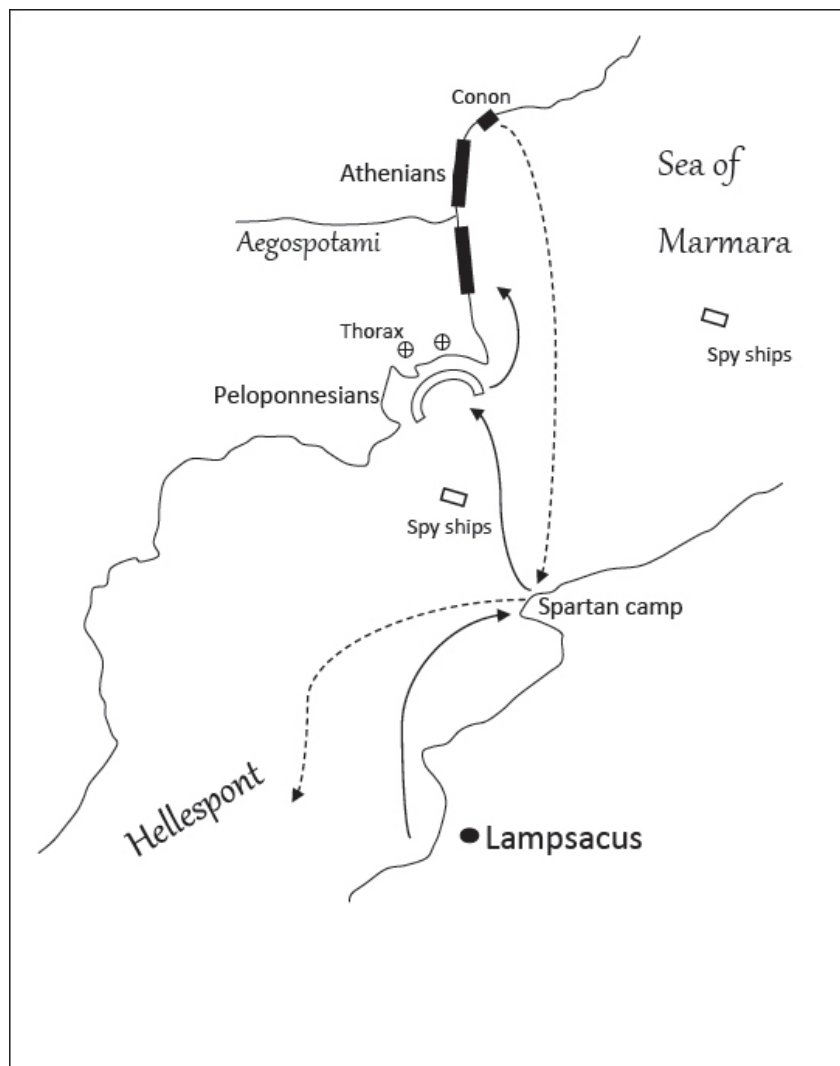 Conon
Athenians
Sea of
Marmara
Aegospotami
Spy ships
Thorax
Peloponnesians
Spy ships
Spartan camp
Hellespont
Lampsacus